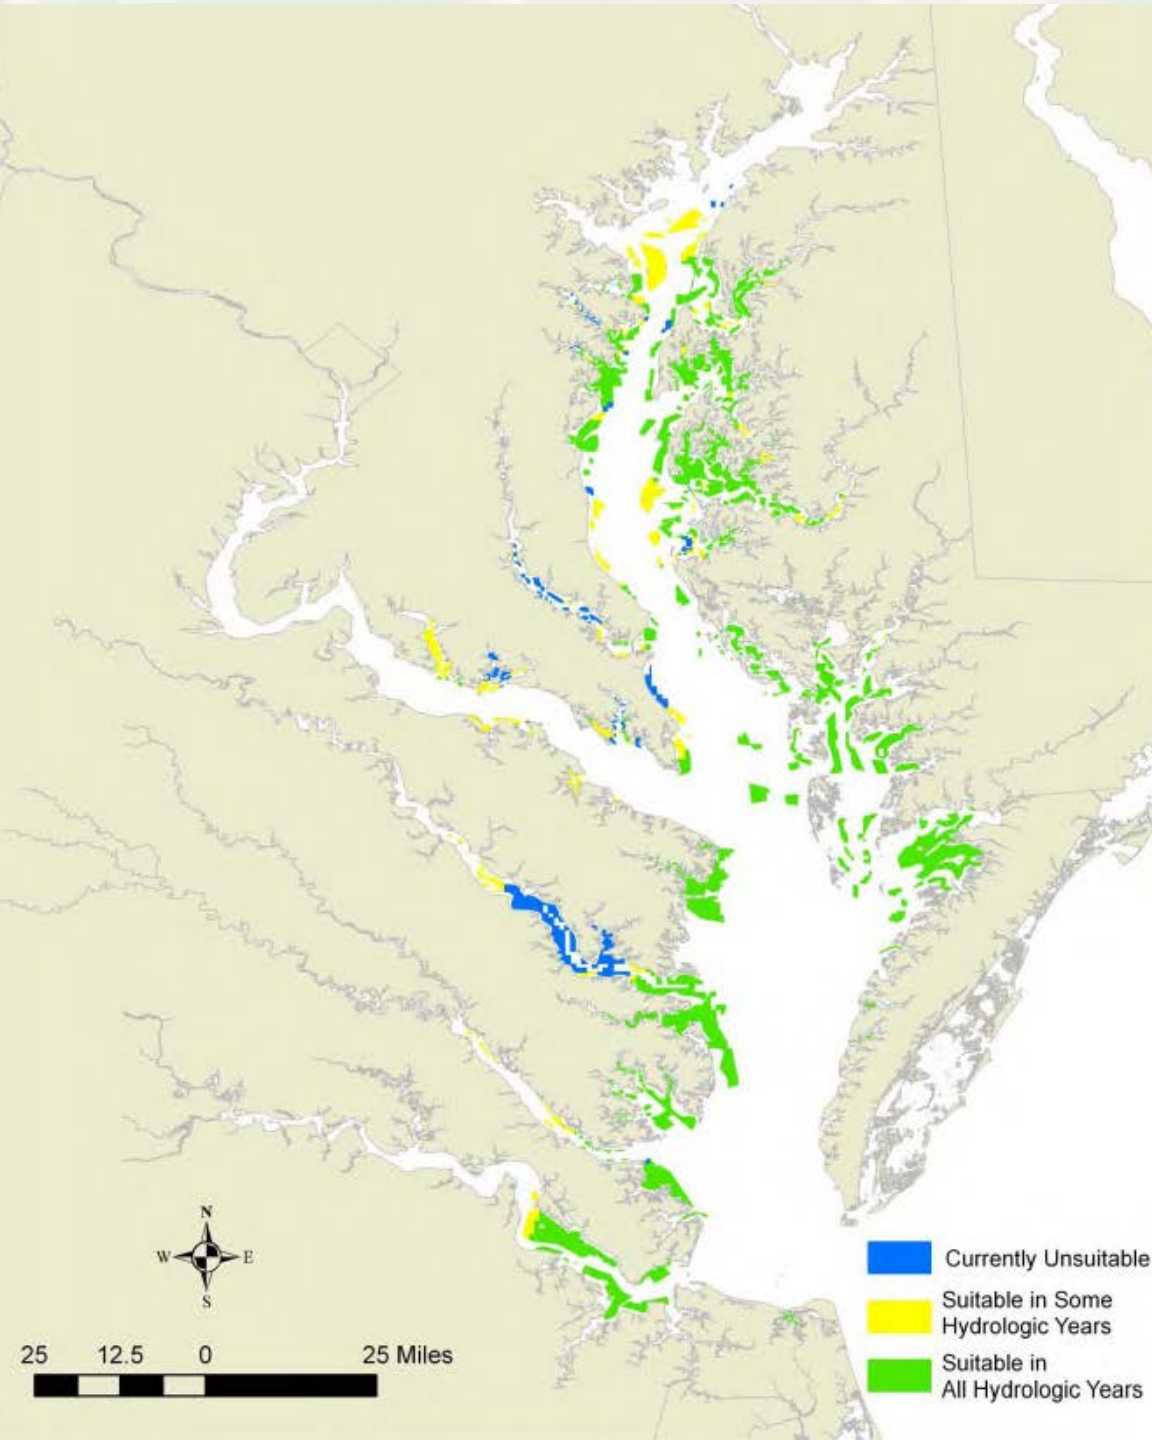 N
W E
S
25 12.5 0 25 Miles
Currently Unsuitable
Suitable in Some
Hydrologic Years
Suitable in
All Hydrologic Years